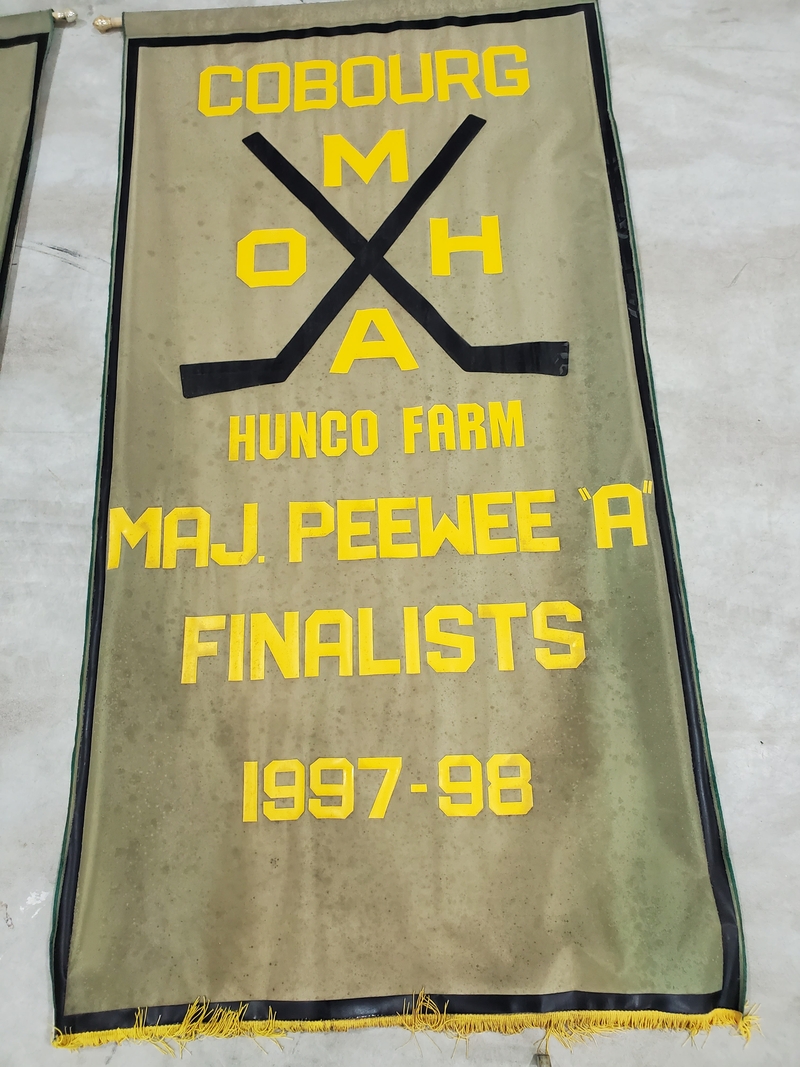 COBOURG
M
O H
A
HUNCO FARM
MAJ. PEEWEE "A"
FINALISTS
1997-98